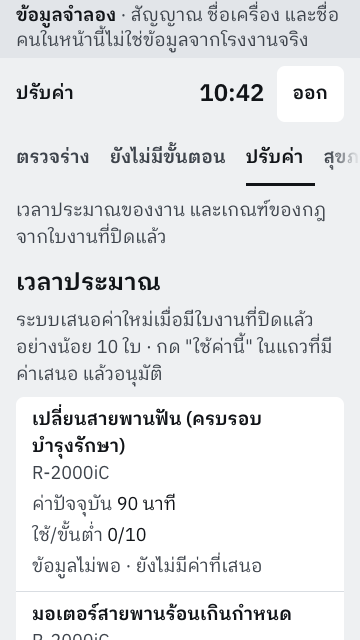 ข้อมูลจำลอง · สัญญาณ ชื่อเครื่อง และชื่อ
คนในหน้านี้ไม่ใช่ข้อมูลจากโรงงานจริง
ปรับค่า 10:42 ออก
ตรวจร่าง ยังไม่มีขั้นตอน ปรับค่า
เวลาประมาณของงาน และเกณฑ์ของกฎ
จากใบงานที่ปิดแล้ว
เวลาประมาณ
ระบบเสนอค่าใหม่เมื่อมีใบงานที่ปิดแล้ว
อย่างน้อย 10 ใบ · กด "ใช้ค่านี้" ในแถวที่มี
ค่าเสนอ แล้วอนุมัติ
เปลี่ยนสายพานฟัน (ครบรอบ
บำรุงรักษา)
R-2000iC
ค่าปัจจุบัน 90 นาที
ใช้/ขั้นต่ำ 0/10
ข้อมูลไม่พอ · ยังไม่มีค่าที่เสนอ
มอเตอร์สายพานร้อนเกินกำหนด
R-2000iC